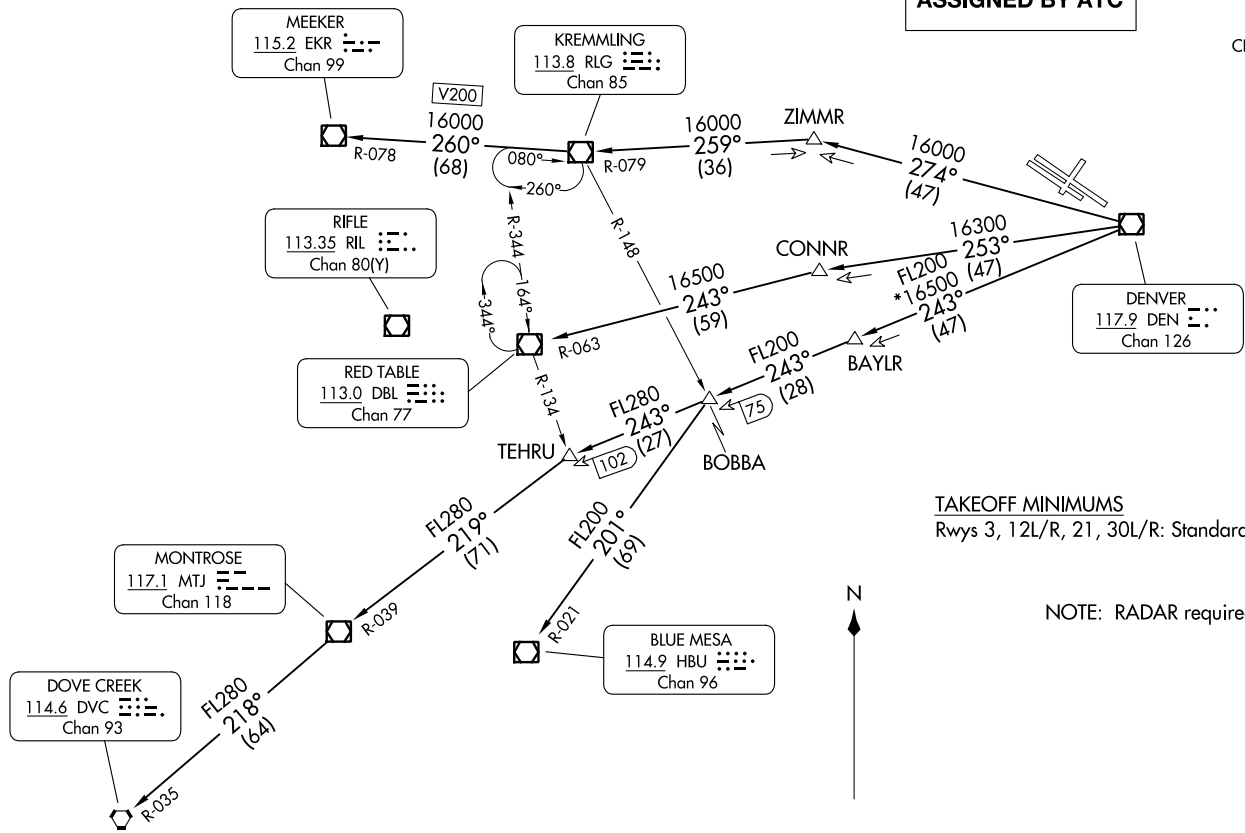 ASSIGNED BY ATC
MEEKER
115.2 EKR
Chan 99
KREMMLING
113.8 RLG
Chan 85
V200
16000
260°
(68)
R-078
080°
260°
R-079
16000
259°
(36)
ZIMMR
16000
274°
(47)
RIFLE
113.35 RIL
Chan 80(Y)
R-344
164°
344°
R-148
CONNR
16300
253°
(47)
16500
243°
(59)
R-063
FL200
*16500
243°
(47)
DENVER
117.9 DEN
Chan 126
RED TABLE
113.0 DBL
Chan 77
R-134
BAYLR
FL200
243°
(28)
75
BOBBA
FL280
243°
(27)
TEHRU
102
FL280
219°
(71)
FL200
201°
(69)
TAKEOFF MINIMUMS
Rwys 3, 12L/R, 21, 30L/R: Standard
MONTROSE
117.1 MTJ
Chan 118
R-039
R-021
N
NOTE: RADAR require
BLUE MESA
114.9 HBU
Chan 96
DOVE CREEK
114.6 DVC
Chan 93
FL280
218°
(64)
R-035